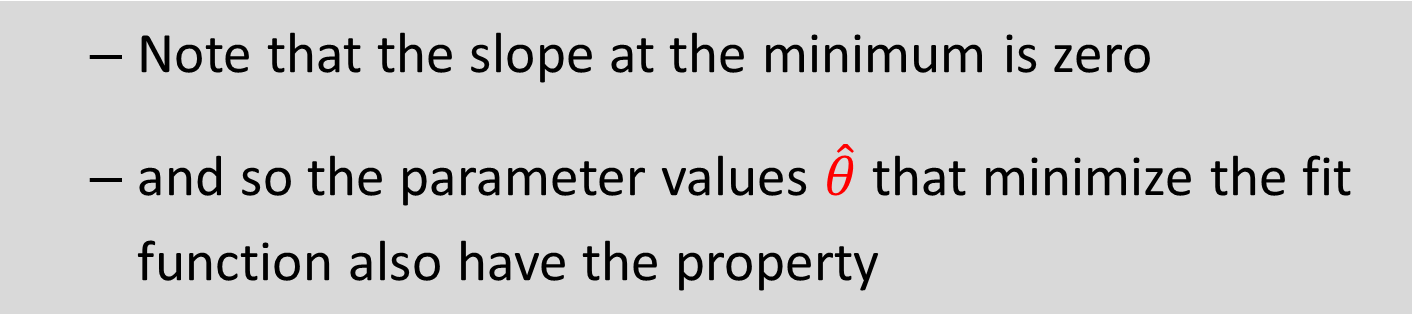 – Note that the slope at the minimum is zero
– and so the parameter values θ̂ that minimize the fit
function also have the property